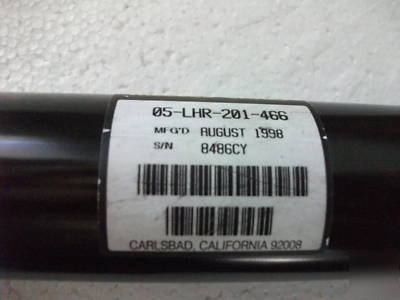 05-LHR-201-466
MFG'D AUGUST 1998
S/N 8486CY
CARLSBAD, CALIFORNIA 92008